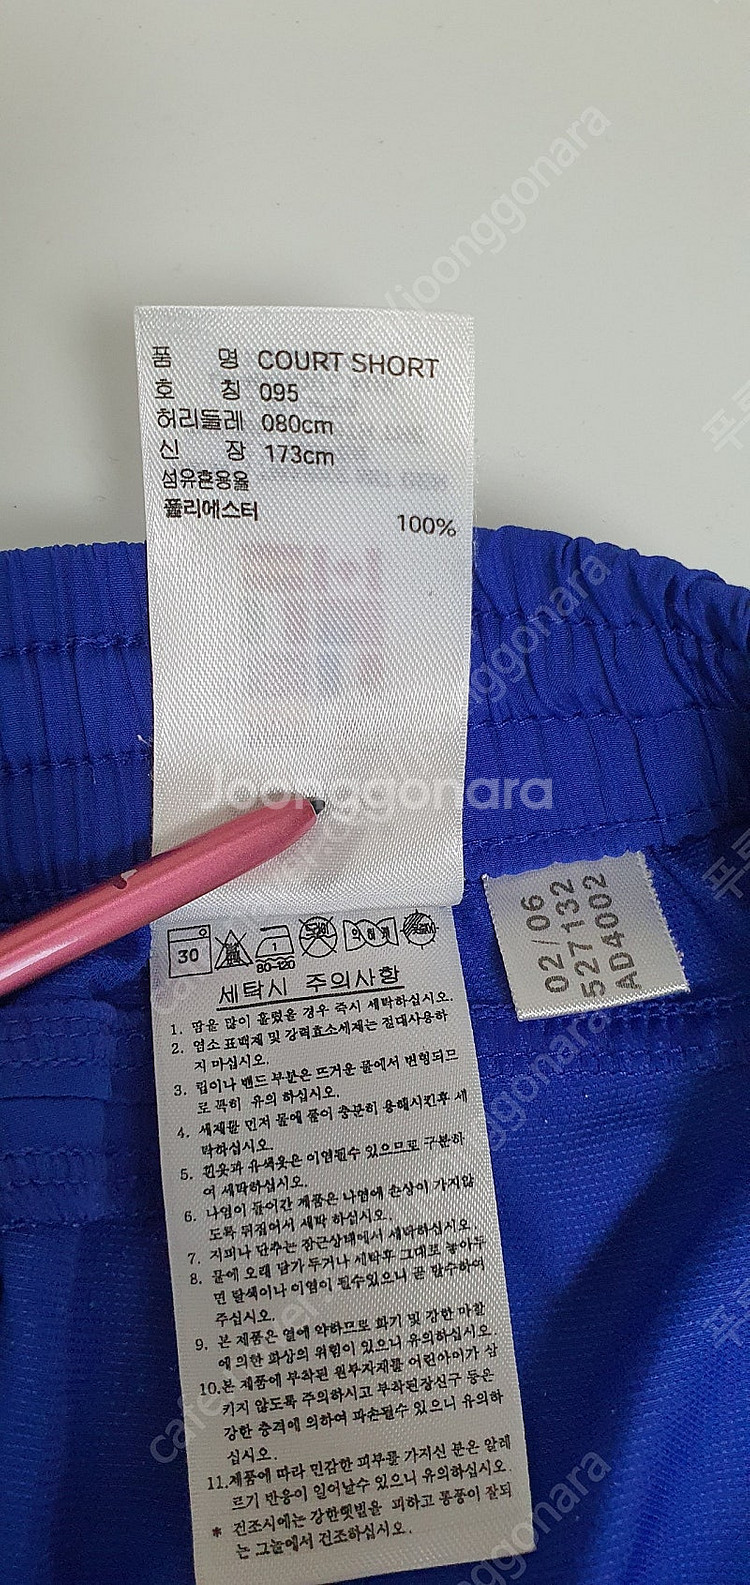 품 명 COURT SHORT
호 칭 095
허리둘레 080cm
신 장 173cm
섬유혼용율
폴리에스터 100%
Joonggonara
02/06
527132
AD4002
30
1
80-120
세탁시 주의사항
1. 땀을 많이 흘렸을 경우 즉시 세탁하십시오.
2. 염소 표백제 및 강력효소세제는 절대사용하
지 마십시오.
3. 립이나 밴드 부분은 뜨거운 물에서 변형되므
로 특히 유의 하십시오.
4. 세제를 먼저 물에 풀어 충분히 용해시킨후 세
탁하십시오.
5. 흰옷과 유색옷은 이염될수 있으므로 구분하
여 세탁하십시오.
6. 나염이 들어간 제품은 나염에 손상이 가지않
도록 뒤집어서 세탁 하십시오.
7. 지퍼나 단추는 잠근상태에서 세탁하십시오
8. 물에 오래 담가 두거나 세탁후 그대로 놓아두
면 탈색이나 이염이 될수있으니 곧 탈수하여
주십시오.
9. 본 제품은 열에 약하므로 화기 및 강한 마찰
에 의한 화상의 위험이 있으니 유의하십시오.
10.본 제품에 부착된 원부자재를 어린아이가 삼
키지 않도록 주의하시고 부착된장신구 등은
강한 충격에 의하여 파손될수 있으니 유의하
십시오.
11.제품에 따라 민감한 피부를 가지신 분은 알레
르기 반응이 일어날수 있으니 유의하십시오
* 건조시에는 강한햇빛을 피하고 통풍이 잘되
는 그늘에서 건조하십시오.